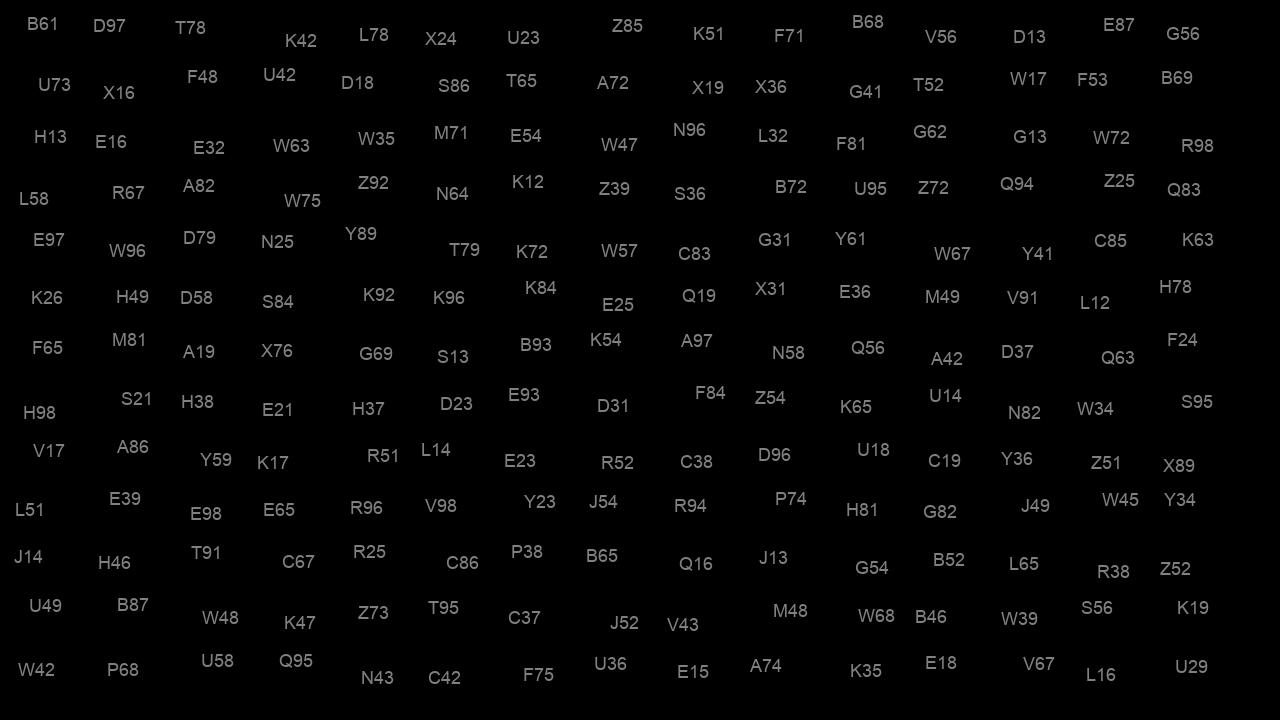 B61 D97 T78 K42 L78 X24 U23 Z85 K51 F71 B68 V56 D13 E87 G56
U73 X16 F48 U42 D18 S86 T65 A72 X19 X36 G41 T52 W17 F53 B69
H13 E16 E32 W63 W35 M71 E54 W47 N96 L32 F81 G62 G13 W72 R98
L58 R67 A82 W75 Z92 N64 K12 Z39 S36 B72 U95 Z72 Q94 Z25 Q83
E97 W96 D79 N25 Y89 T79 K72 W57 C83 G31 Y61 W67 Y41 C85 K63
K26 H49 D58 S84 K92 K96 K84 E25 Q19 X31 E36 M49 V91 L12 H78
F65 M81 A19 X76 G69 S13 B93 K54 A97 N58 Q56 A42 D37 Q63 F24
H98 S21 H38 E21 H37 D23 E93 D31 F84 Z54 K65 U14 N82 W34 S95
V17 A86 Y59 K17 R51 L14 E23 R52 C38 D96 U18 C19 Y36 Z51 X89
L51 E39 E98 E65 R96 V98 Y23 J54 R94 P74 H81 G82 J49 W45 Y34
J14 H46 T91 C67 R25 C86 P38 B65 Q16 J13 G54 B52 L65 R38 Z52
U49 B87 W48 K47 Z73 T95 C37 J52 V43 M48 W68 B46 W39 S56 K19
W42 P68 U58 Q95 N43 C42 F75 U36 E15 A74 K35 E18 V67 L16 U29